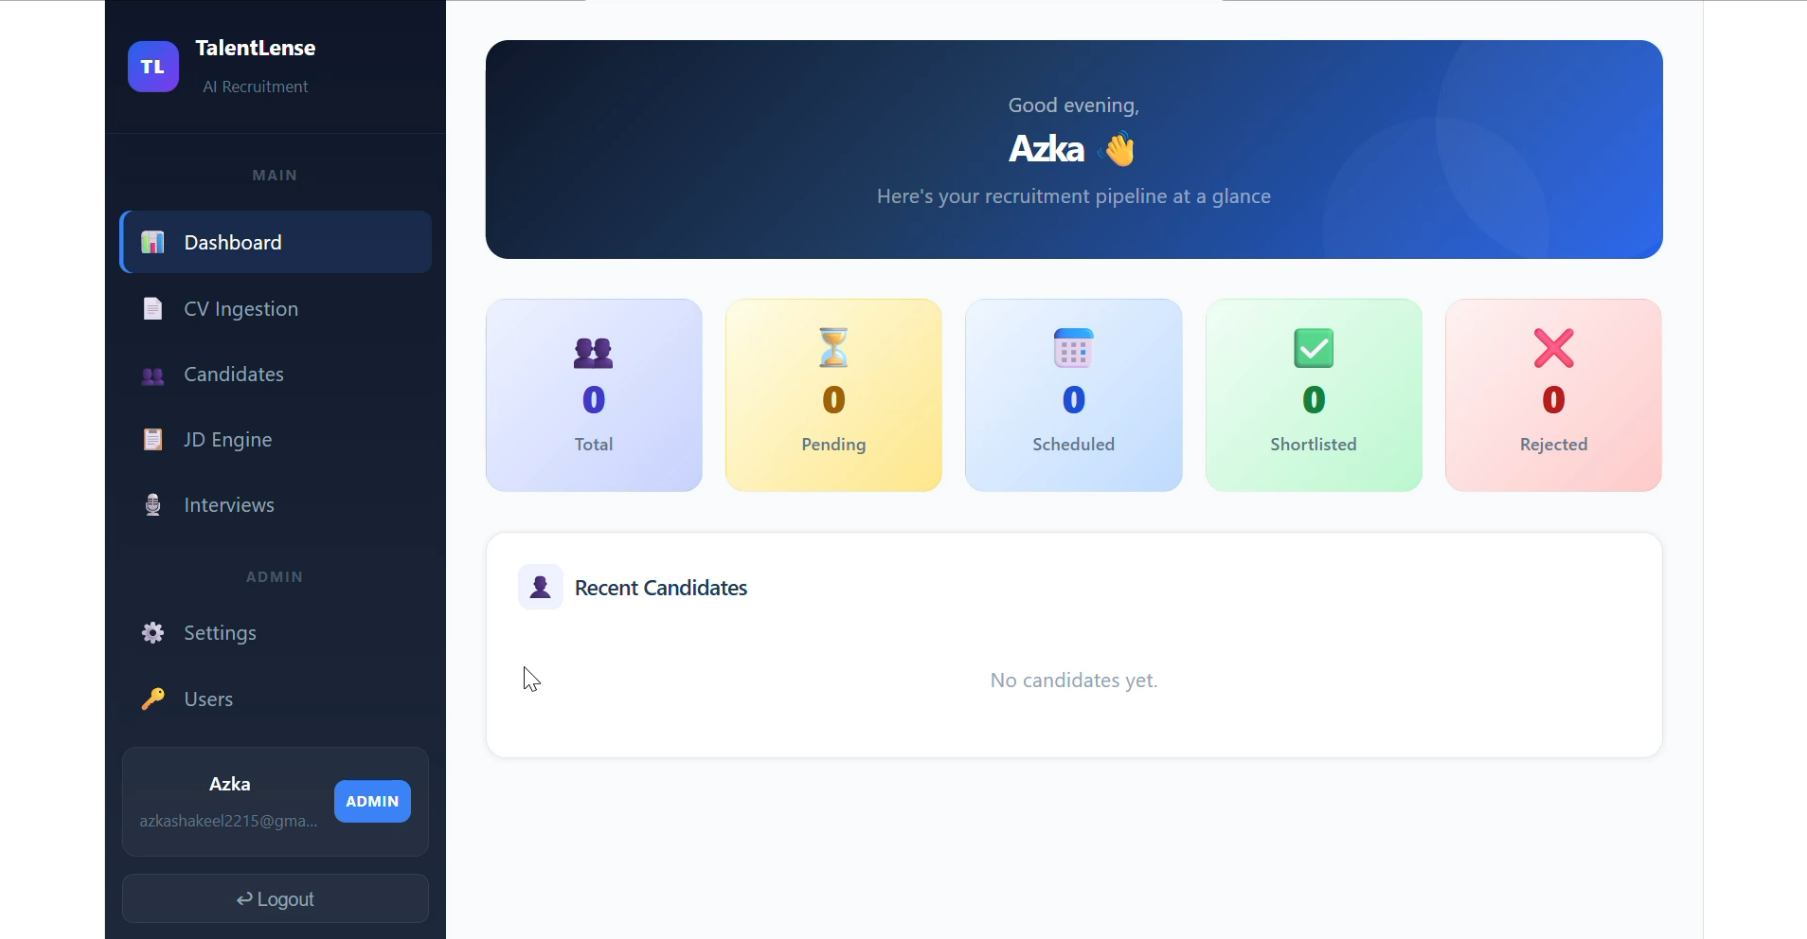 TL
TalentLense
AI Recruitment
MAIN
Dashboard
CV Ingestion
Candidates
JD Engine
Interviews
ADMIN
Settings
Users
Azka
azkashakeel2215@gma...
ADMIN
↩ Logout
Good evening,
Azka 👋
Here's your recruitment pipeline at a glance
0
Total
0
Pending
0
Scheduled
0
Shortlisted
0
Rejected
Recent Candidates
No candidates yet.